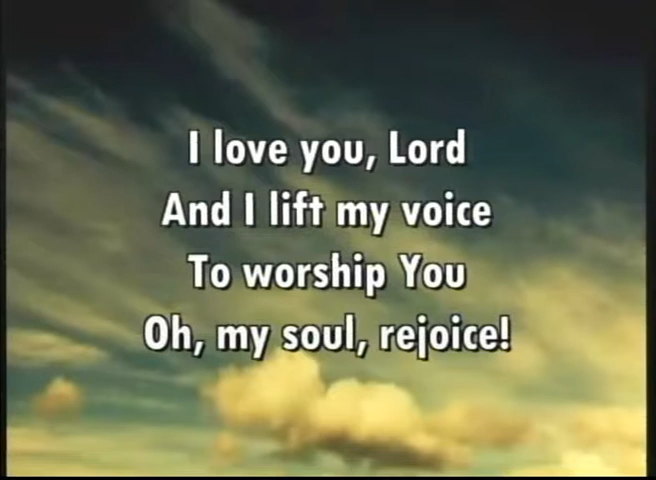 I love you, Lord
And I lift my voice
To worship You
Oh, my soul, rejoice!